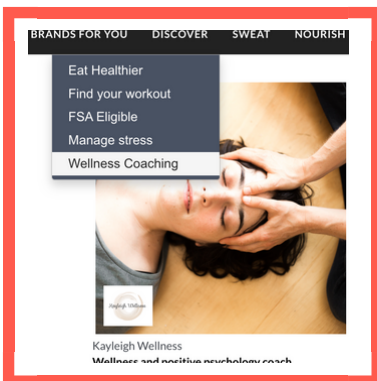 BRANDS FOR YOU DISCOVER SWEAT NOURISH
Eat Healthier
Find your workout
FSA Eligible
Manage stress
Wellness Coaching
Kayleigh Wellness
Kayleigh Wellness
Wellness and positive psychology coach